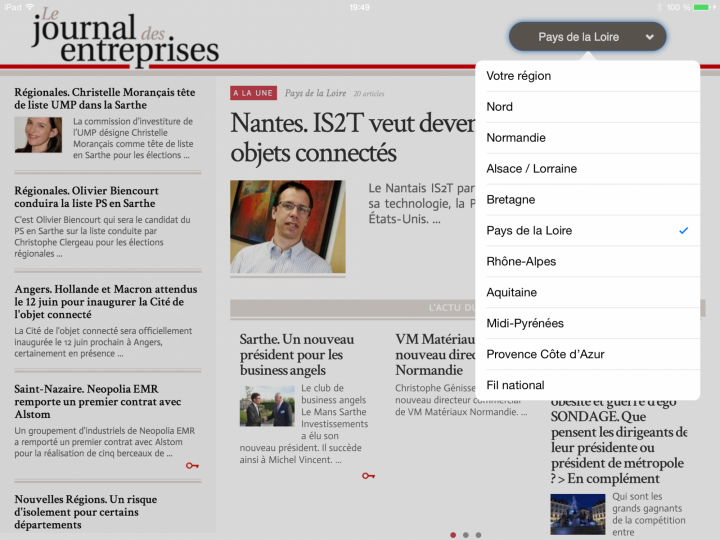 iPad
19:49
100 %
Le
journal des
entreprises
Pays de la Loire
Votre région
Nord
Normandie
Alsace / Lorraine
Bretagne
Pays de la Loire
Rhône-Alpes
Aquitaine
Midi-Pyrénées
Provence Côte d'Azur
Fil national
Régionales. Christelle Morançais tête
de liste UMP dans la Sarthe
La commission d'investiture de
l'UMP désigne Christelle
Morançais comme tête de liste
en Sarthe pour les élections ...
Régionales. Olivier Biencourt
conduira la liste PS en Sarthe
C'est Olivier Biencourt qui sera le candidat du
PS en Sarthe sur la liste conduite par
Christophe Clergeau pour les élections
régionales ...
Angers. Hollande et Macron attendus
le 12 juin pour inaugurer la Cité de
l'objet connecté
La Cité de l'objet connecté sera officiellement
inaugurée le 12 juin prochain à Angers,
certainement en présence ...
Saint-Nazaire. Neopolia EMR
remporte un premier contrat avec
Alstom
Un groupement d'industriels de Neopolia EMR
a remporté un premier contrat avec Alstom
pour la réalisation de cinq berceaux de ...
Nouvelles Régions. Un risque
d'isolement pour certains
départements
A LA UNE Pays de la Loire 20 articles
Nantes. IS2T veut dever
objets connectés
Le Nantais IS2T par
sa technologie, la P
États-Unis. ...
L'ACTU DU
Sarthe. Un nouveau
président pour les
business angels
Le club de
business angels
Le Mans Sarthe
Investissements
a élu son
nouveau président. Il succède
ainsi à Michel Vincent. ...
VM Matériau
nouveau direc
Normandie
Christophe Génisse
nouveau directeur commercial
de VM Matériaux Normandie. ...
obésité et guerre d'égo
SONDAGE. Que
pensent les dirigeants de
leur présidente ou
président de métropole
? > En complément
Qui sont les
grands gagnants
de la compétition
entre